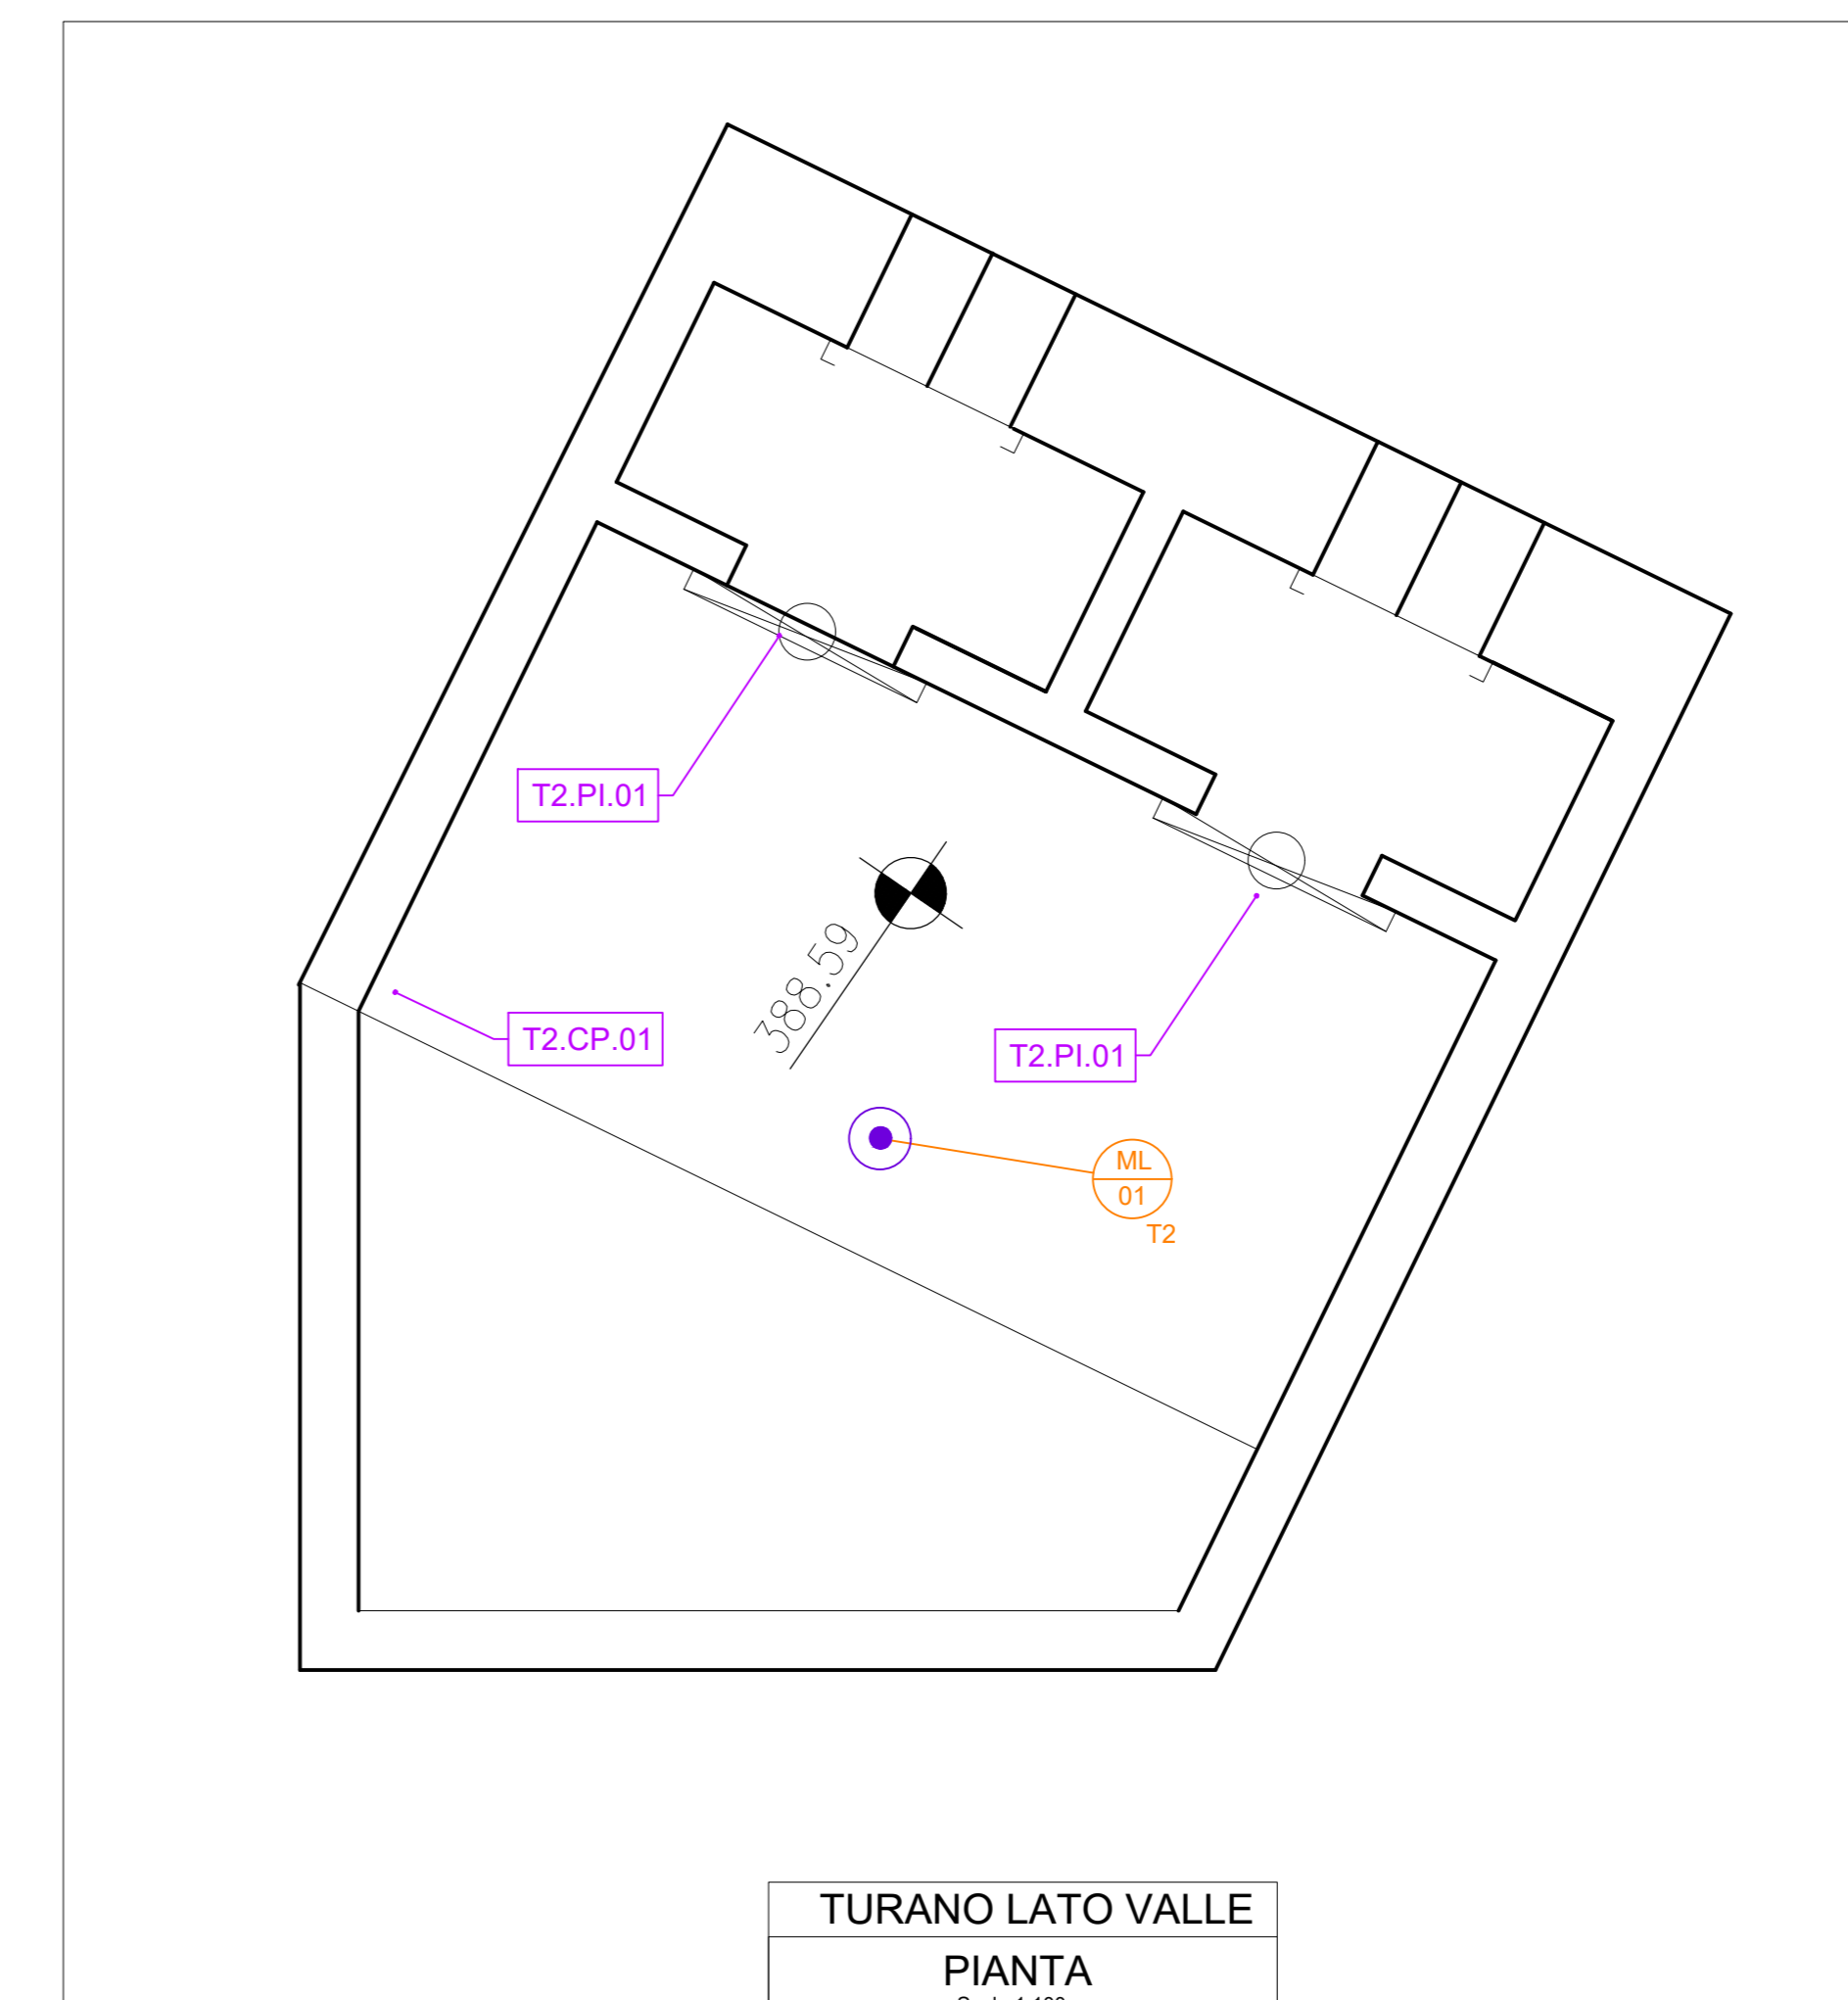 T2.PI.01
388.59
T2.CP.01
T2.PI.01
ML
01
T2
TURANO LATO VALLE
PIANTA